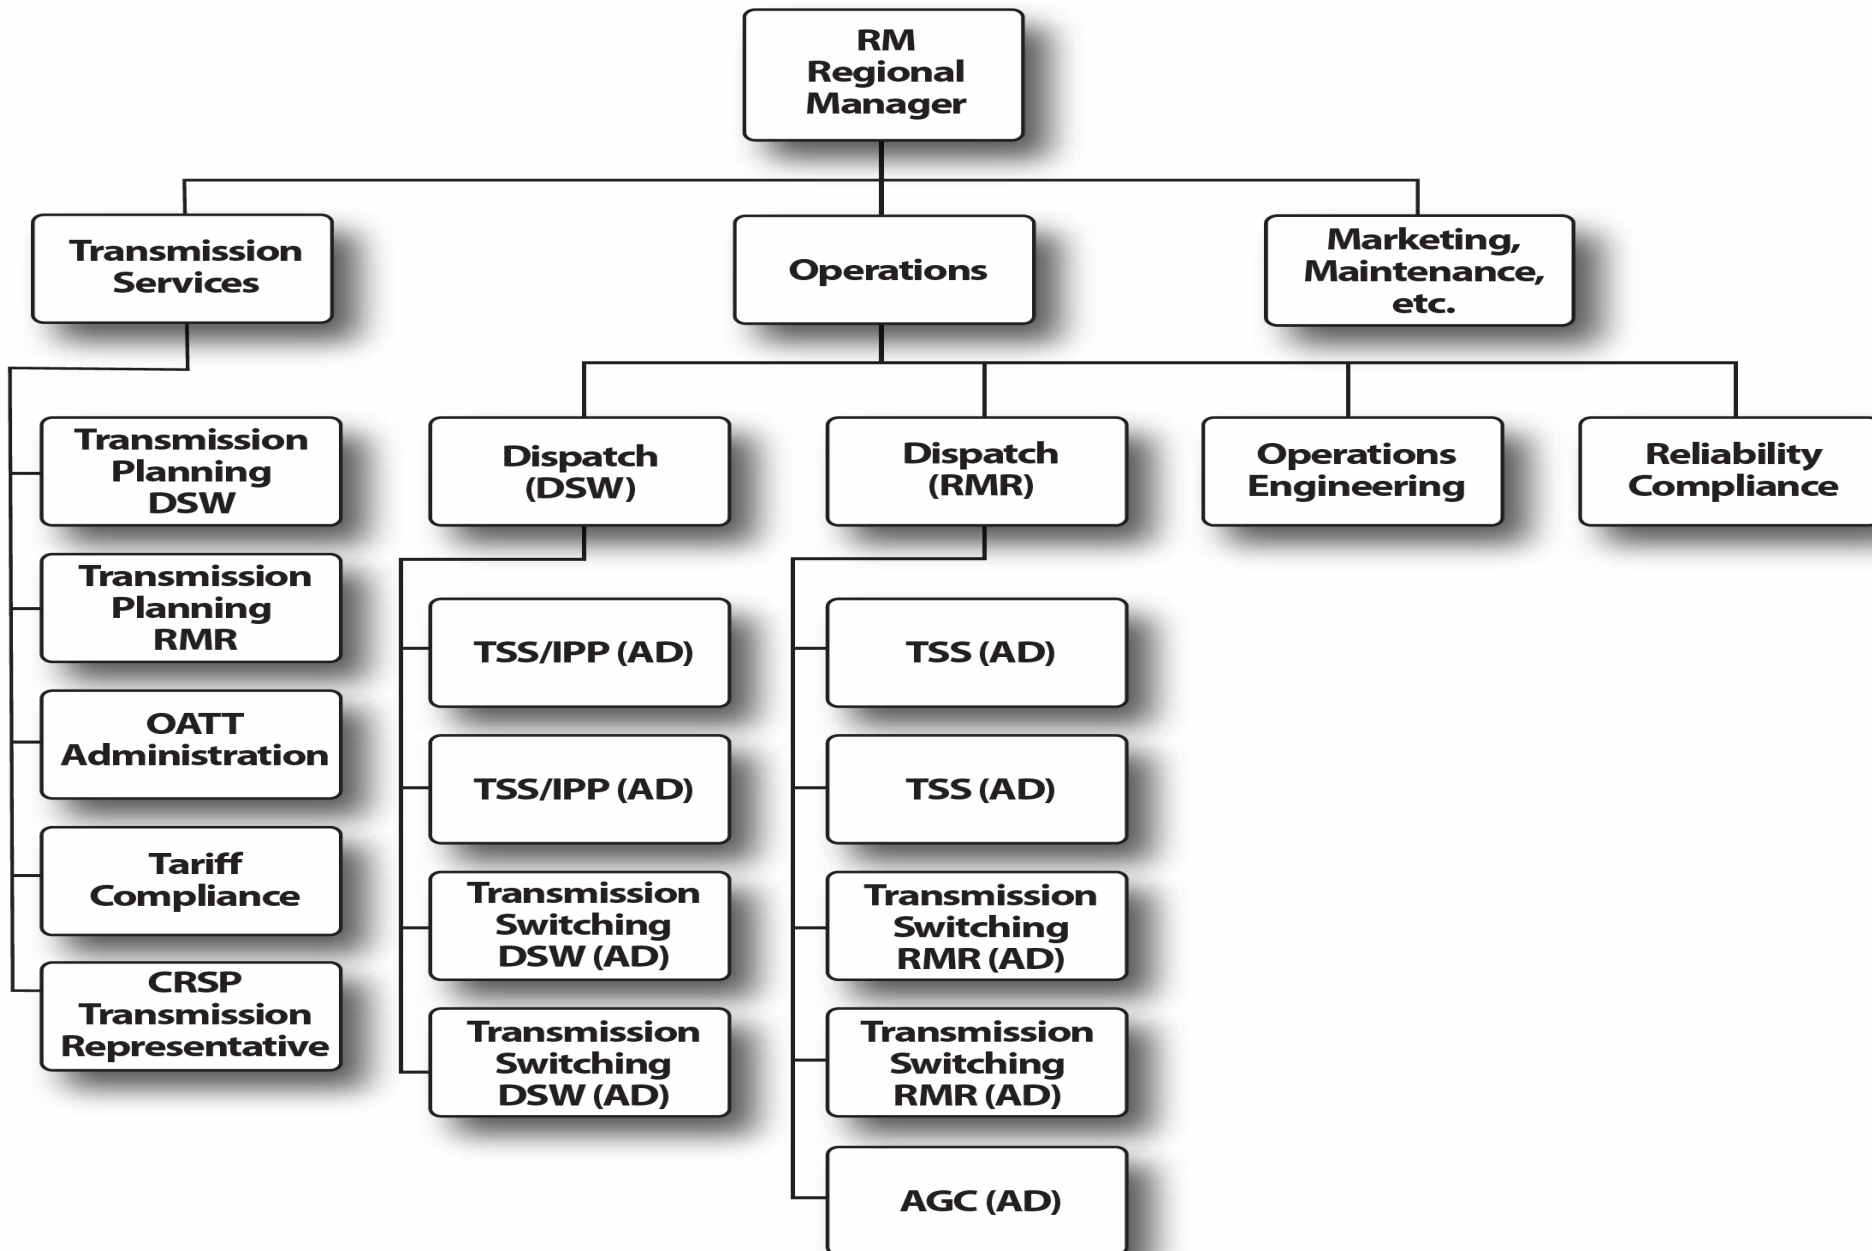 RM
Regional
Manager
Transmission
Services
Operations
Marketing,
Maintenance,
etc.
Transmission
Planning
DSW
Transmission
Planning
RMR
OATT
Administration
Tariff
Compliance
CRSP
Transmission
Representative
Dispatch
(DSW)
TSS/IPP (AD)
TSS/IPP (AD)
Transmission
Switching
DSW (AD)
Transmission
Switching
DSW (AD)
Dispatch
(RMR)
TSS (AD)
TSS (AD)
Transmission
Switching
RMR (AD)
Transmission
Switching
RMR (AD)
AGC (AD)
Operations
Engineering
Reliability
Compliance